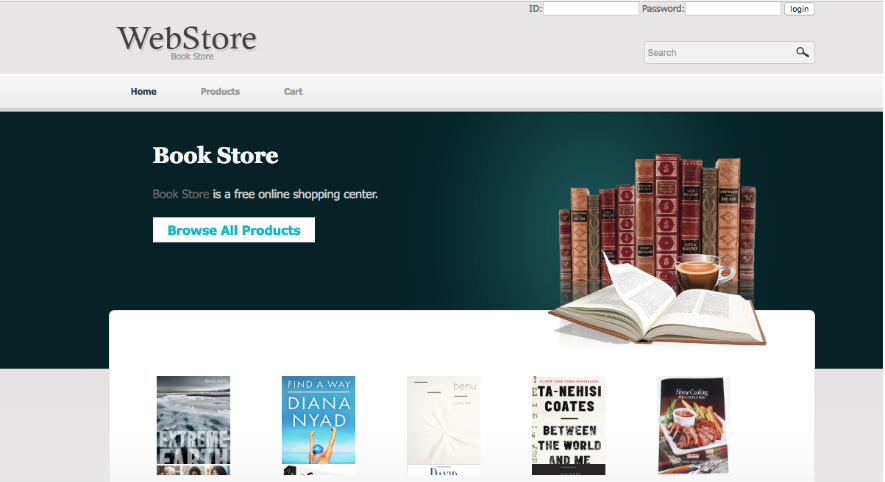 ID:
Password:
login
WebStore
Book Store
Search
Home
Products
Cart
Book Store
Book Store is a free online shopping center.
Browse All Products
EXTREME
EARTH
FIND A WAY
DIANA
NYAD
benu
DAVID
TA-NEHISI
COATES
BETWEEN
THE WORLD
AND ME
Home Cooking